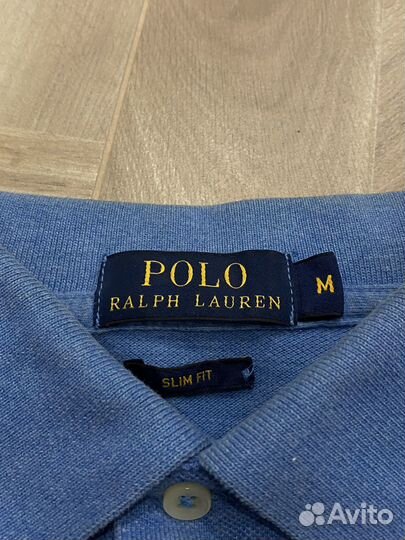 POLO
RALPH LAUREN
M
SLIM FIT
Avito